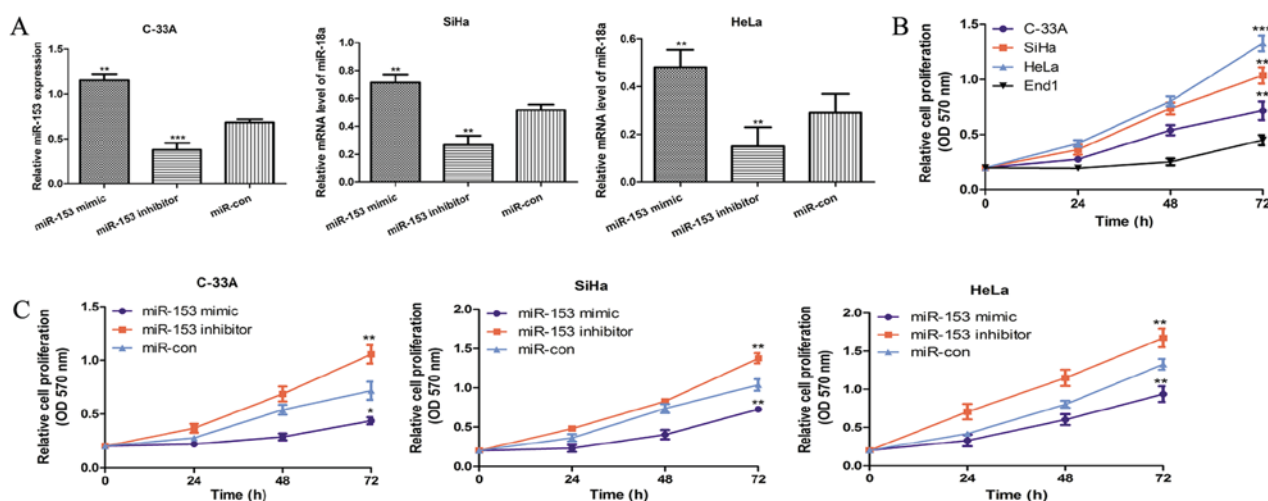 A
C-33A
Relative miR-153 expression
1.5
1.0
0.5
0.0
**
***
miR-153 mimic
miR-153 inhibitor
miR-con
SiHa
Relative mRNA level of miR-18a
1.0
0.8
0.6
0.4
0.2
0.0
**
**
miR-153 mimic
miR-153 inhibitor
miR-con
HeLa
Relative mRNA level of miR-18a
0.6
0.4
0.2
0.0
**
**
miR-153 mimic
miR-153 inhibitor
miR-con
B
Relative cell proliferation
(OD 570 nm)
1.5
1.0
0.5
0.0
C-33A
SiHa
HeLa
End1
***
**
**
0 24 48 72
Time (h)
C
C-33A
Relative cell proliferation
(OD 570 nm)
1.5
1.0
0.5
0.0
miR-153 mimic
miR-153 inhibitor
miR-con
**
*
0 24 48 72
Time (h)
SiHa
Relative cell proliferation
(OD 570 nm)
2.0
1.5
1.0
0.5
0.0
miR-153 mimic
miR-153 inhibitor
miR-con
**
**
0 24 48 72
Time (h)
HeLa
Relative cell proliferation
(OD 570 nm)
2.0
1.5
1.0
0.5
0.0
miR-153 mimic
miR-153 inhibitor
miR-con
**
**
0 24 48 72
Time (h)